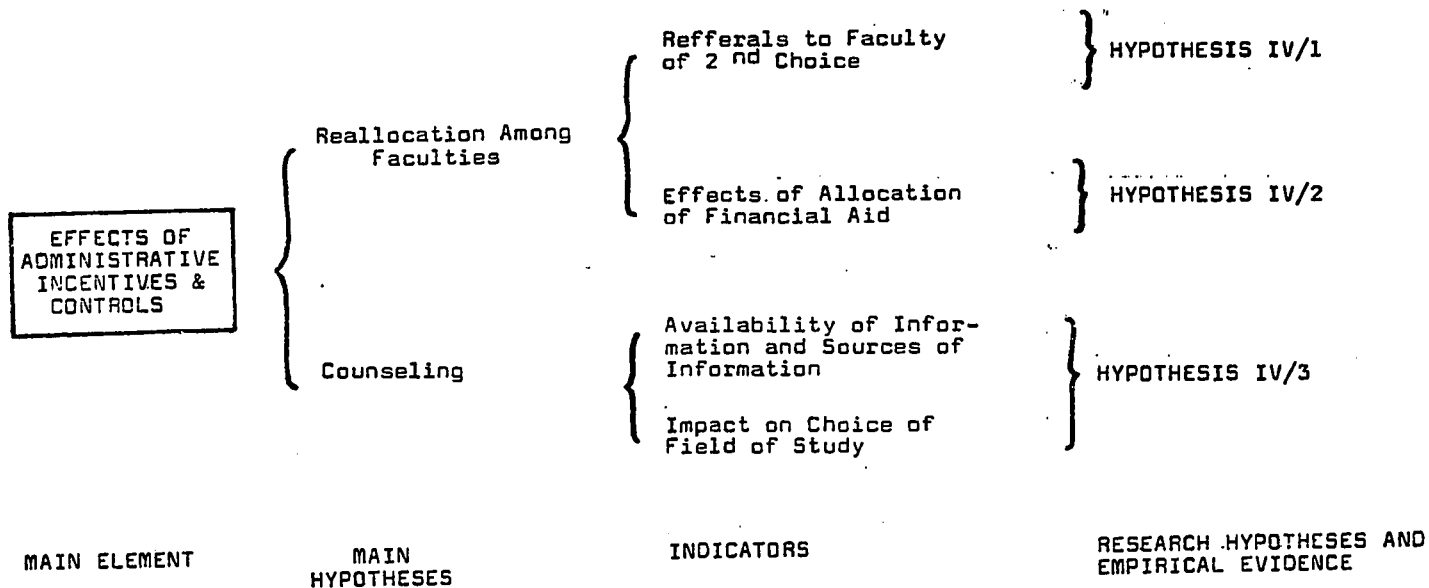 Refferals to Faculty
of 2 nd Choice
HYPOTHESIS IV/1
Reallocation Among
Faculties
Effects of Allocation
of Financial Aid
HYPOTHESIS IV/2
EFFECTS OF
ADMINISTRATIVE
INCENTIVES &
CONTROLS
Availability of Infor-
mation and Sources of
Information
Counseling
HYPOTHESIS IV/3
Impact on Choice of
Field of Study
MAIN ELEMENT
MAIN
HYPOTHESES
INDICATORS
RESEARCH HYPOTHESES AND
EMPIRICAL EVIDENCE